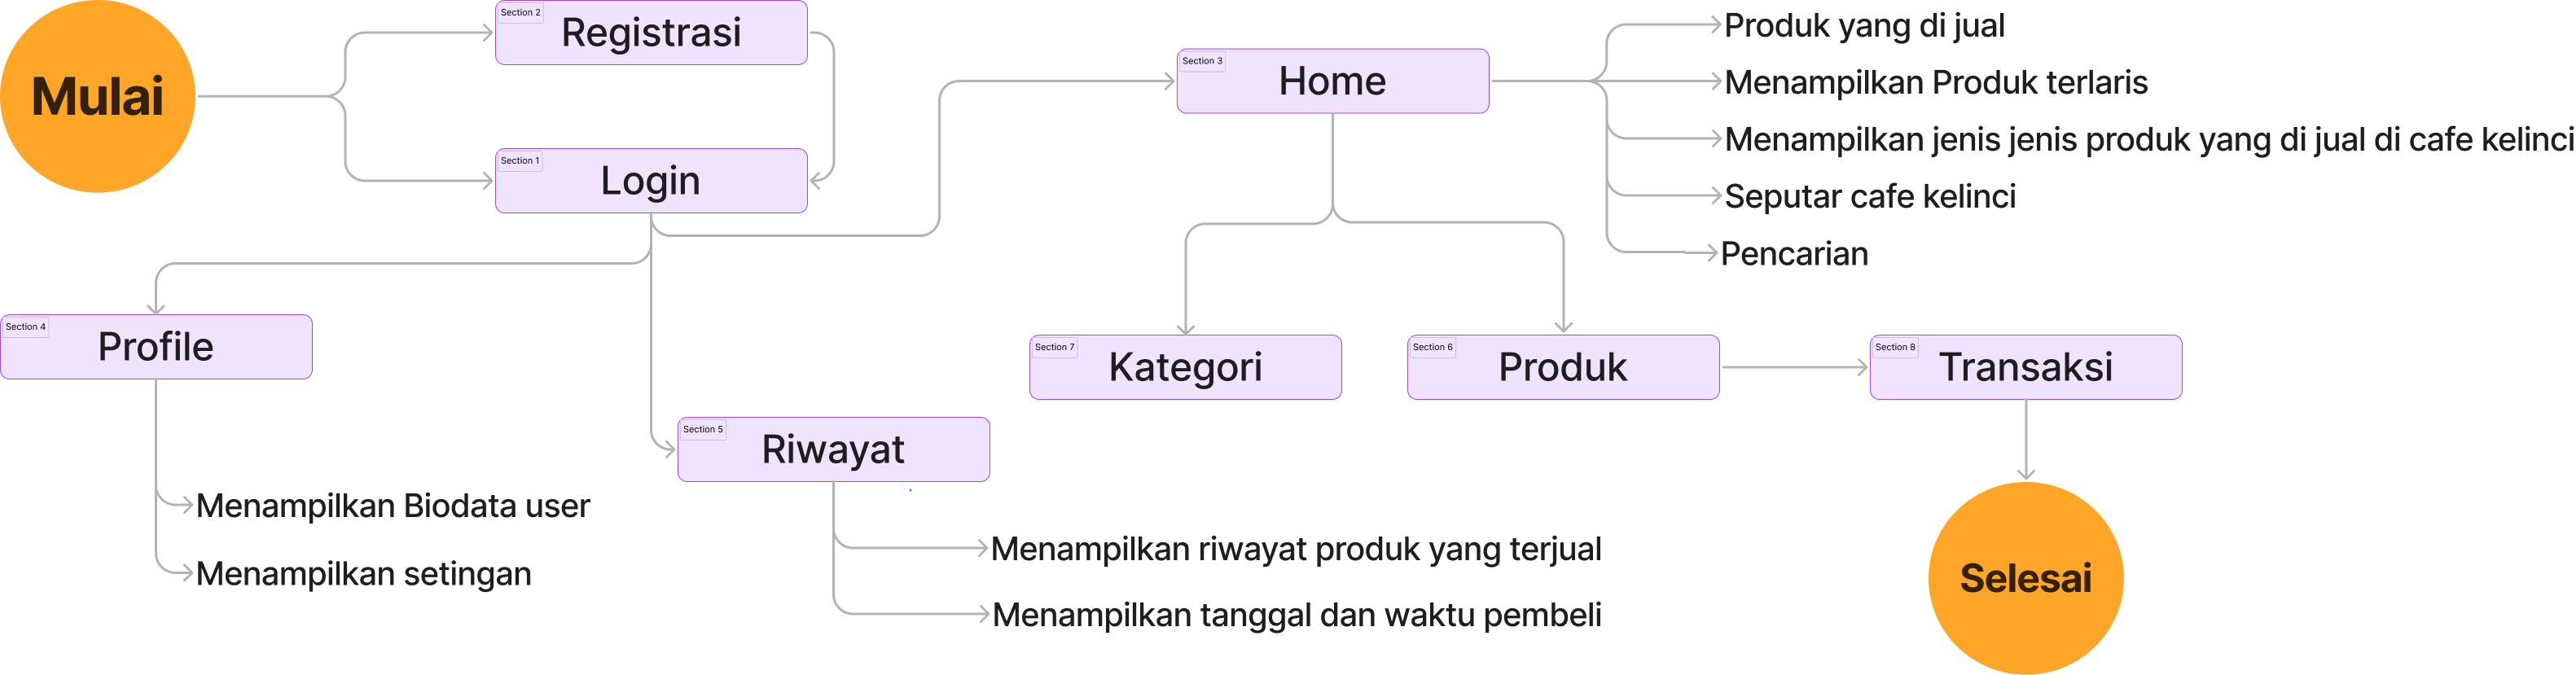 Mulai
Section 2
Registrasi
Section 1
Login
Section 3
Home
Produk yang di jual
Menampilkan Produk terlaris
Menampilkan jenis jenis produk yang di jual di cafe kelinci
Seputar cafe kelinci
Pencarian
Section 4
Profile
Menampilkan Biodata user
Menampilkan setingan
Section 5
Riwayat
Menampilkan riwayat produk yang terjual
Menampilkan tanggal dan waktu pembeli
Section 7
Kategori
Section 6
Produk
Section 8
Transaksi
Selesai